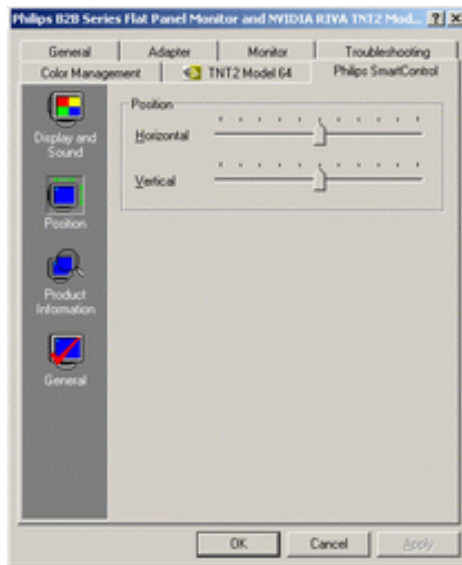 Philips B2B Series Flat Panel Monitor and NVIDIA RIVA TNT2 Mod...
General Adapter Monitor Troubleshooting
Color Management TNT2 Model 64 Philips SmartControl
Display and
Sound
Position
Product
Information
General
Position
Horizontal
Vertical
OK Cancel Apply